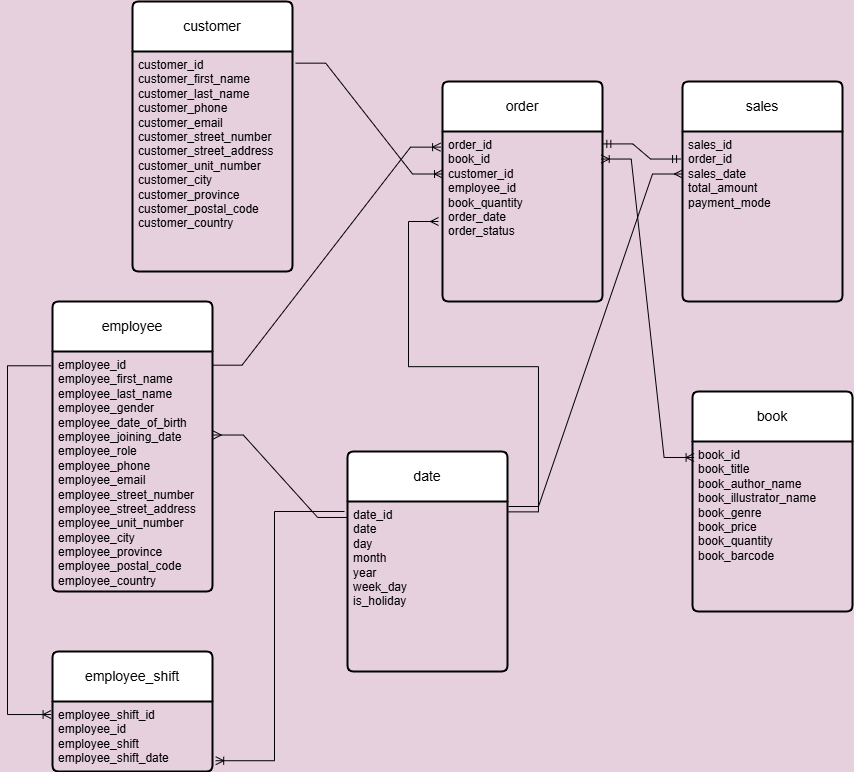 customer
customer_id
customer_first_name
customer_last_name
customer_phone
customer_email
customer_street_number
customer_street_address
customer_unit_number
customer_city
customer_province
customer_postal_code
customer_country
order
order_id
book_id
customer_id
employee_id
book_quantity
order_date
order_status
sales
sales_id
order_id
sales_date
total_amount
payment_mode
employee
employee_id
employee_first_name
employee_last_name
employee_gender
employee_date_of_birth
employee_joining_date
employee_role
employee_phone
employee_email
employee_street_number
employee_street_address
employee_unit_number
employee_city
employee_province
employee_postal_code
employee_country
date
date_id
date
day
month
year
week_day
is_holiday
book
book_id
book_title
book_author_name
book_illustrator_name
book_genre
book_price
book_quantity
book_barcode
employee_shift
employee_shift_id
employee_id
employee_shift
employee_shift_date